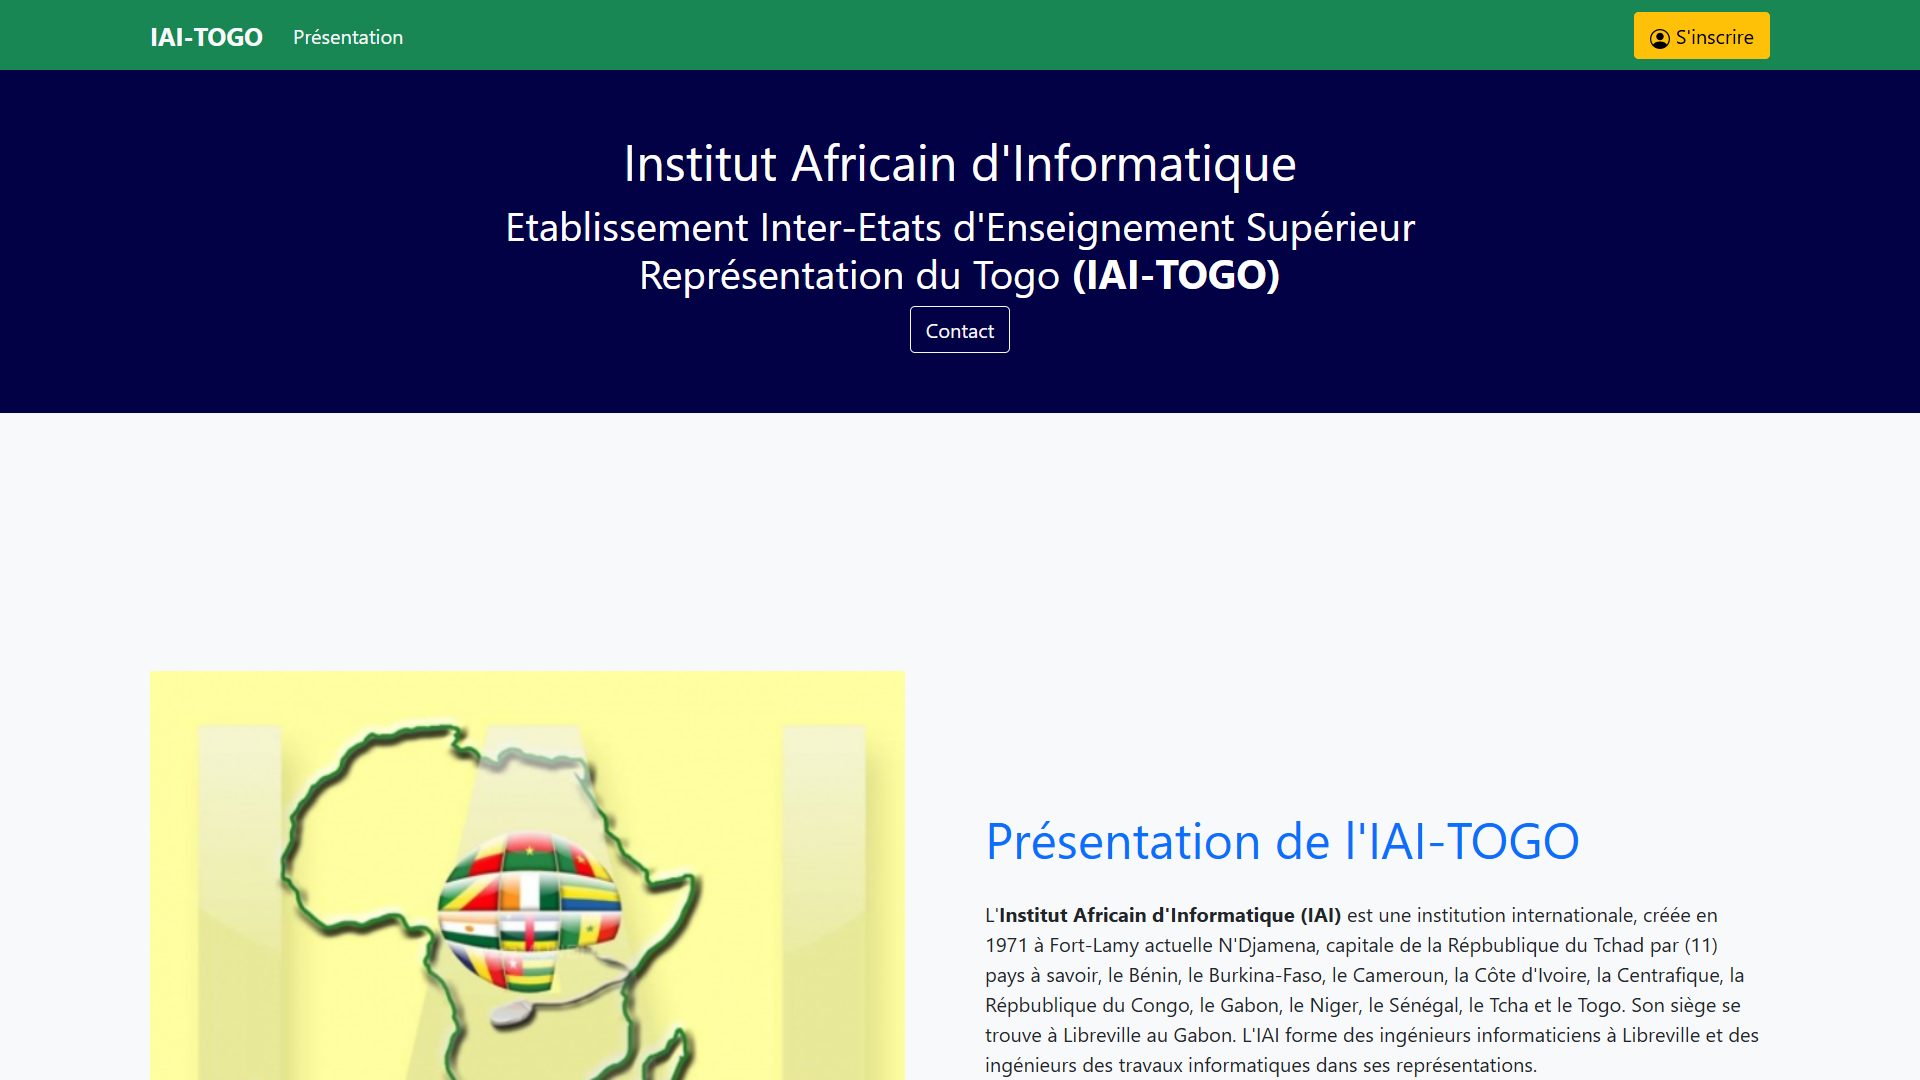 IAI-TOGO
Présentation
S'inscrire
Institut Africain d'Informatique
Etablissement Inter-Etats d'Enseignement Supérieur
Représentation du Togo (IAI-TOGO)
Contact
Présentation de l'IAI-TOGO
L'Institut Africain d'Informatique (IAI) est une institution internationale, créée en
1971 à Fort-Lamy actuelle N'Djamena, capitale de la Répbublique du Tchad par (11)
pays à savoir, le Bénin, le Burkina-Faso, le Cameroun, la Côte d'Ivoire, la Centrafique, la
Répbublique du Congo, le Gabon, le Niger, le Sénégal, le Tcha et le Togo. Son siège se
trouve à Libreville au Gabon. L'IAI forme des ingénieurs informaticiens à Libreville et des
ingénieurs des travaux informatiques dans ses représentations.